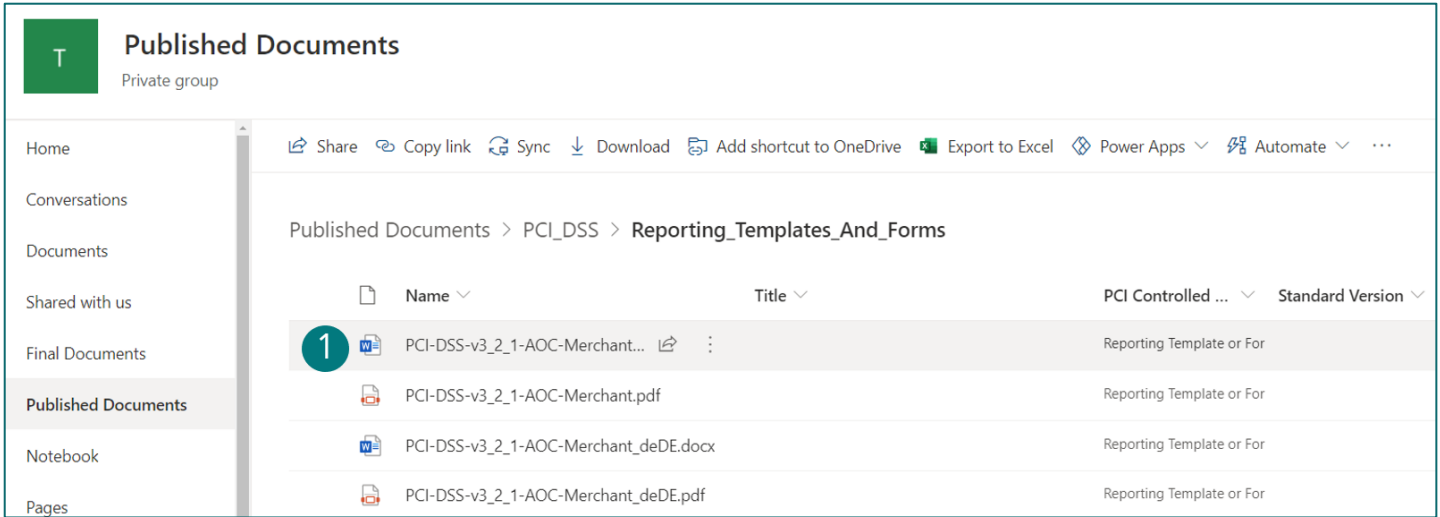 T
Published Documents
Private group
Home
Conversations
Documents
Shared with us
Final Documents
Published Documents
Notebook
Pages
Share Copy link Sync Download Add shortcut to OneDrive Export to Excel Power Apps Automate ...
Published Documents > PCI_DSS > Reporting_Templates_And_Forms
Name Title PCI Controlled ... Standard Version
1 PCI-DSS-v3_2_1-AOC-Merchant... Reporting Template or For
PCI-DSS-v3_2_1-AOC-Merchant.pdf Reporting Template or For
PCI-DSS-v3_2_1-AOC-Merchant_deDE.docx Reporting Template or For
PCI-DSS-v3_2_1-AOC-Merchant_deDE.pdf Reporting Template or For